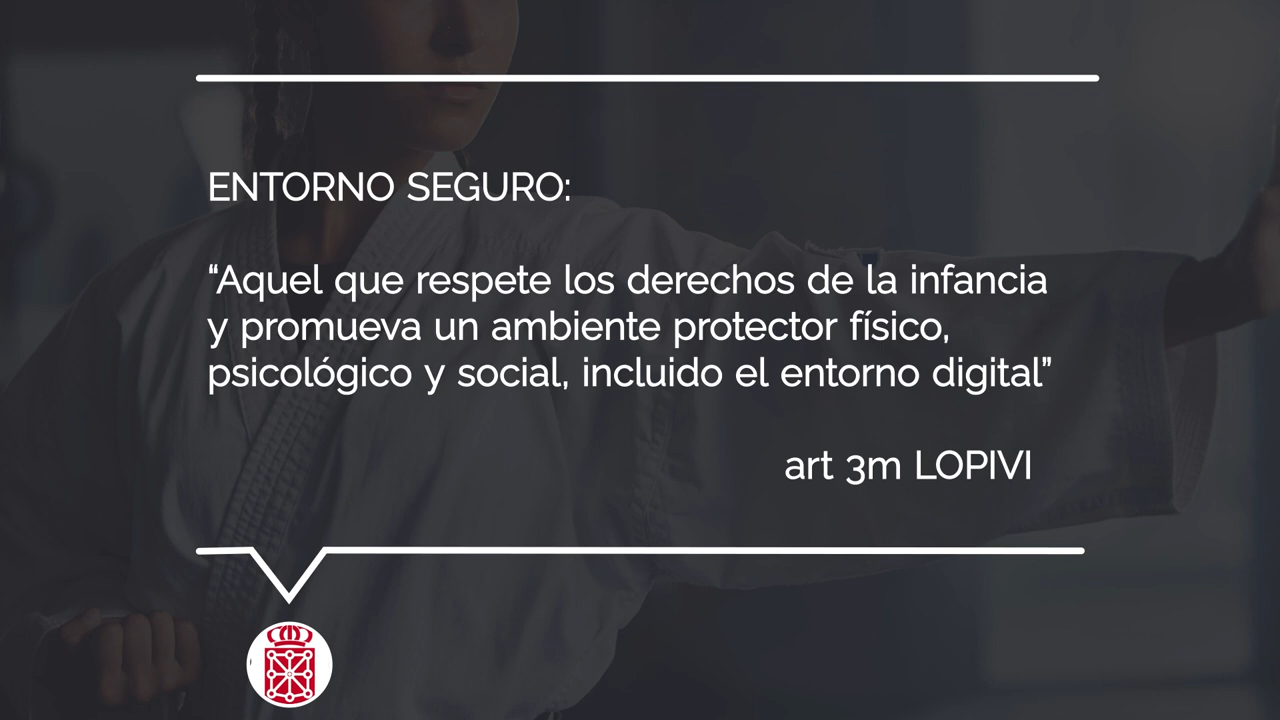 ENTORNO SEGURO:
“Aquel que respete los derechos de la infancia
y promueva un ambiente protector físico,
psicológico y social, incluido el entorno digital”
art 3m LOPIVI